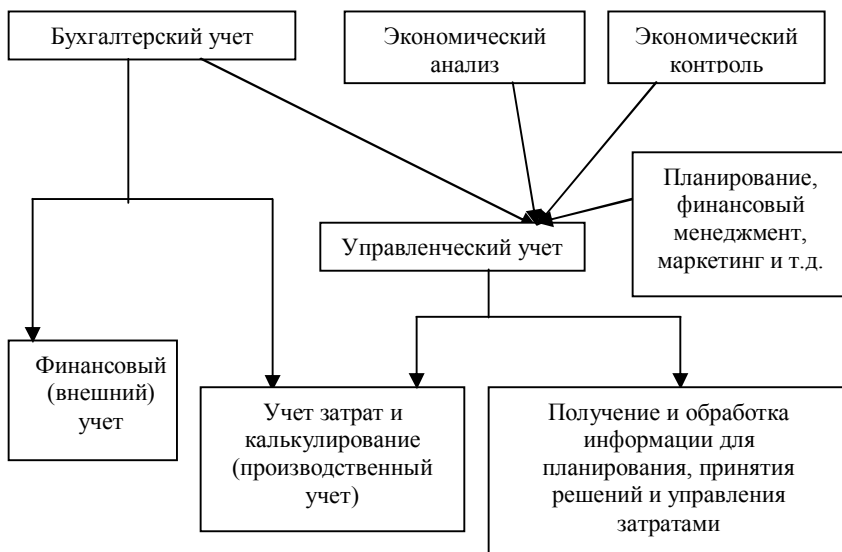 Бухгалтерский учет
Экономический
анализ
Экономический
контроль
Планирование,
финансовый
менеджмент,
маркетинг и т.д.
Управленческий учет
Финансовый
(внешний)
учет
Учет затрат и
калькулирование
(производственный
учет)
Получение и обработка
информации для
планирования, принятия
решений и управления
затратами